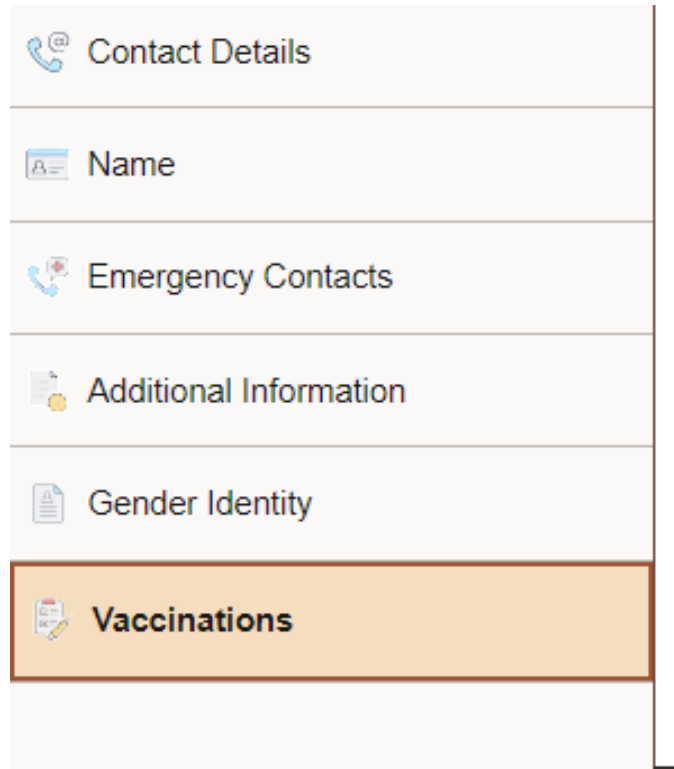 Contact Details
Name
Emergency Contacts
Additional Information
Gender Identity
Vaccinations